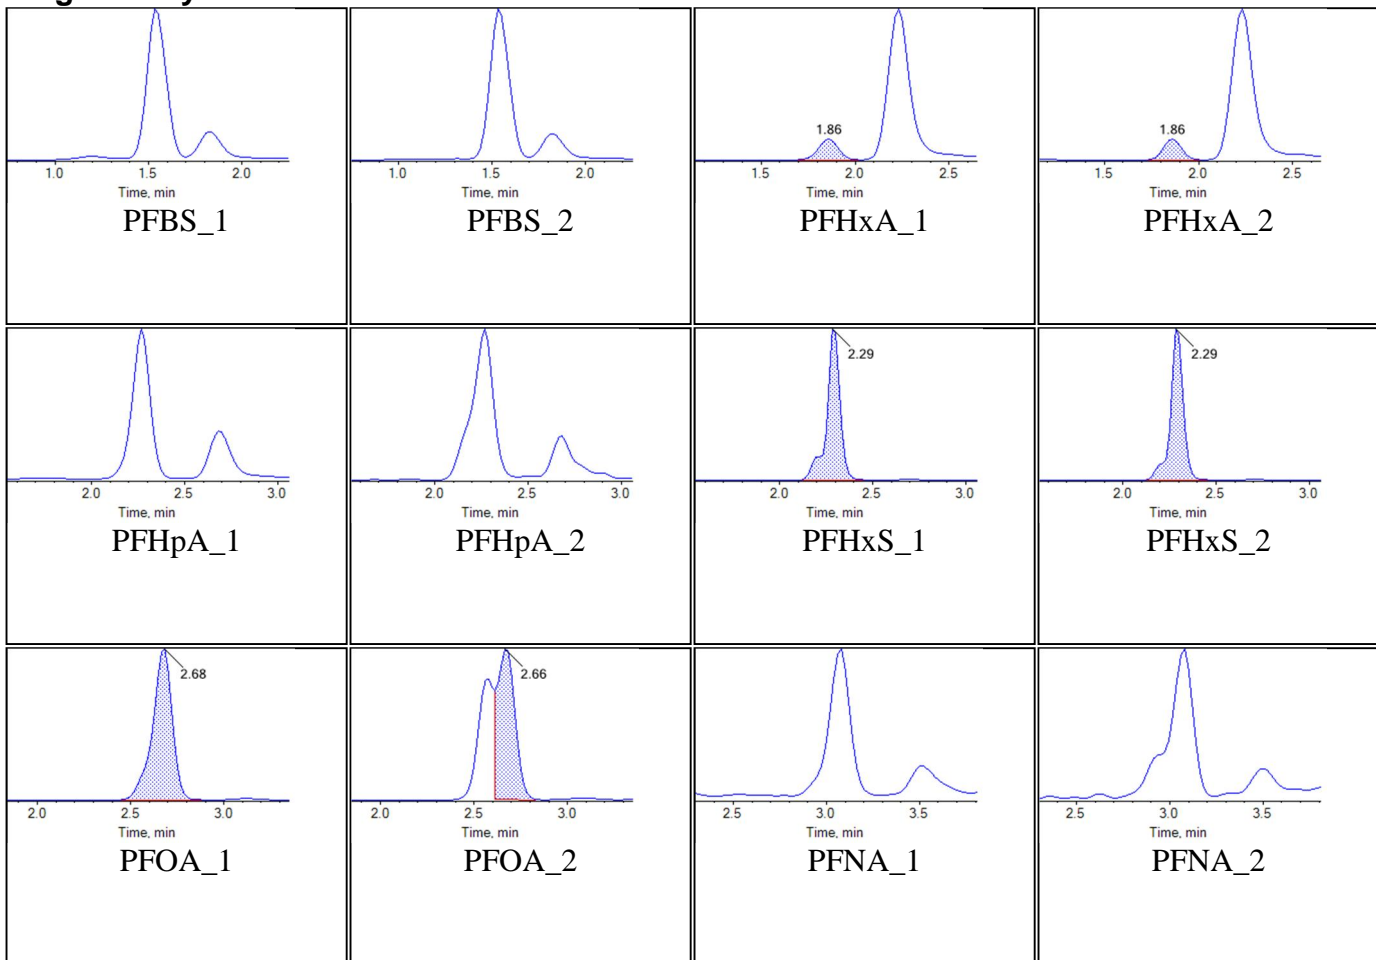 1.0 1.5 2.0
Time, min
PFBS_1
1.0 1.5 2.0
Time, min
PFBS_2
1.86
1.5 2.0 2.5
Time, min
PFHxA_1
1.86
1.5 2.0 2.5
Time, min
PFHxA_2
2.0 2.5 3.0
Time, min
PFHpA_1
2.0 2.5 3.0
Time, min
PFHpA_2
2.29
2.0 2.5 3.0
Time, min
PFHxS_1
2.29
2.0 2.5 3.0
Time, min
PFHxS_2
2.68
2.0 2.5 3.0
Time, min
PFOA_1
2.66
2.0 2.5 3.0
Time, min
PFOA_2
2.5 3.0 3.5
Time, min
PFNA_1
2.5 3.0 3.5
Time, min
PFNA_2